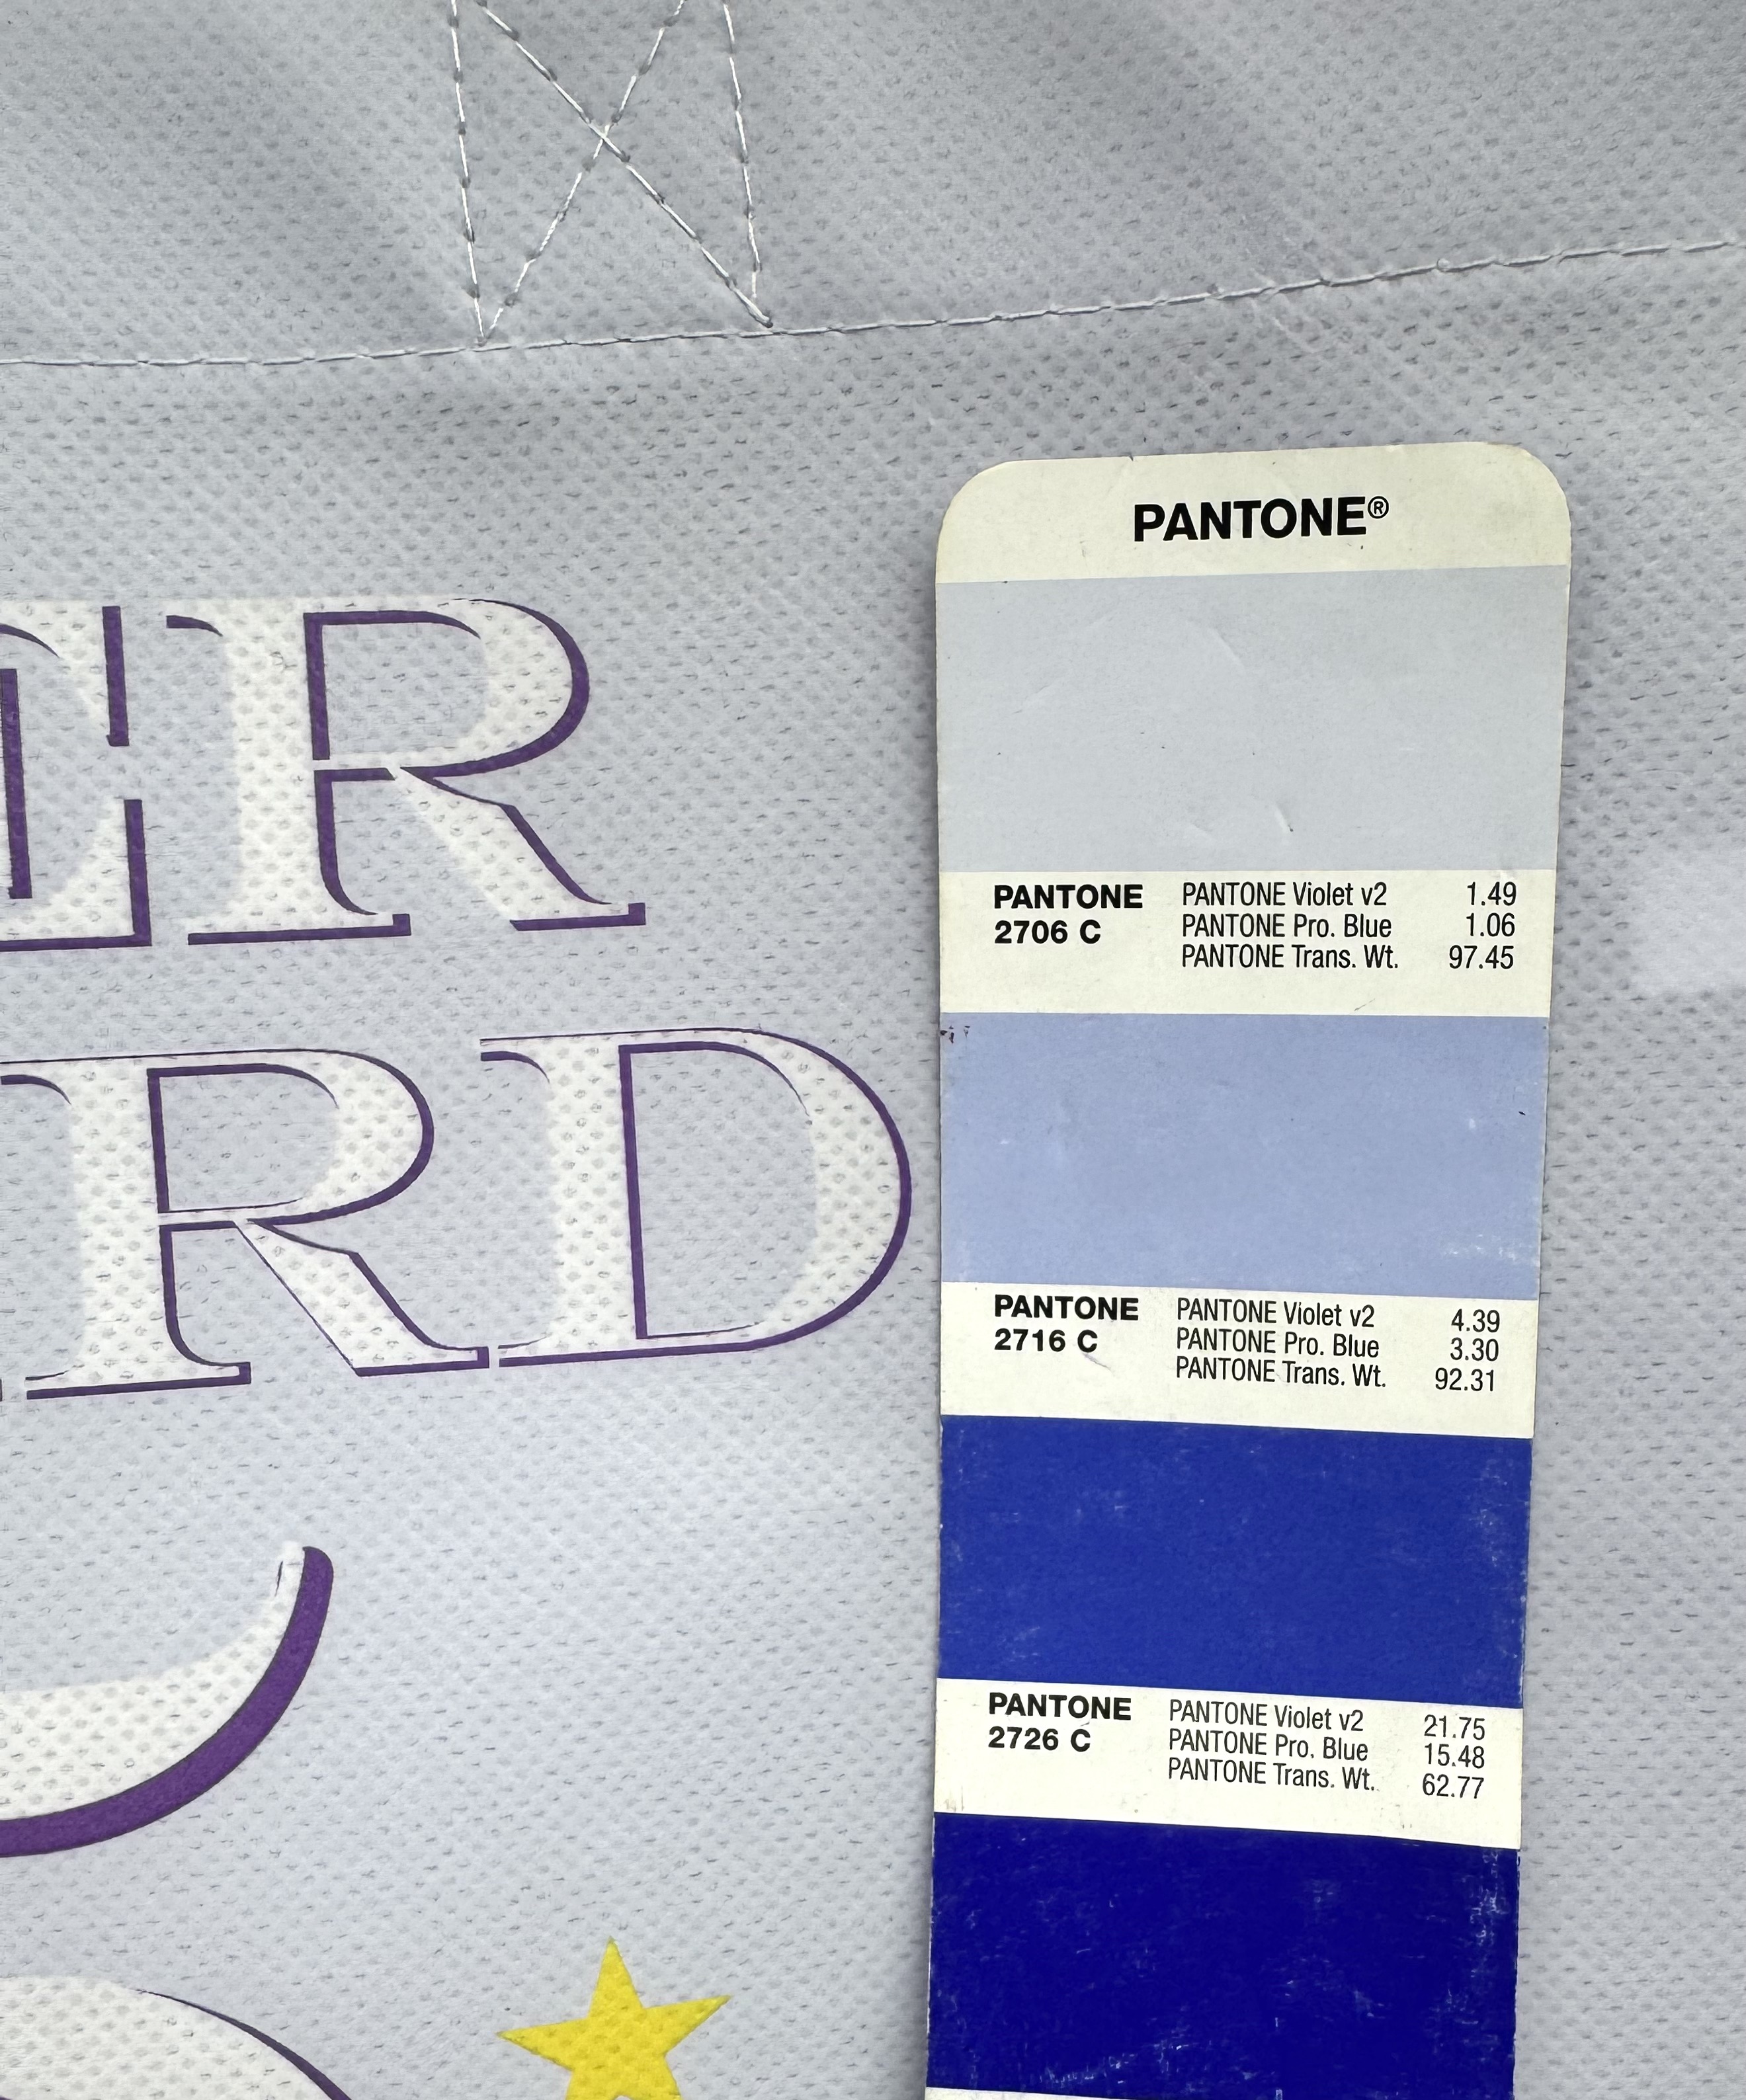 ER
RD
PANTONE®
PANTONE PANTONE Violet v2 1.49
2706 C PANTONE Pro. Blue 1.06
PANTONE Trans. Wt. 97.45
PANTONE PANTONE Violet v2 4.39
2716 C PANTONE Pro. Blue 3.30
PANTONE Trans. Wt. 92.31
PANTONE PANTONE Violet v2 21.75
2726 C PANTONE Pro. Blue 15.48
PANTONE Trans. Wt. 62.77